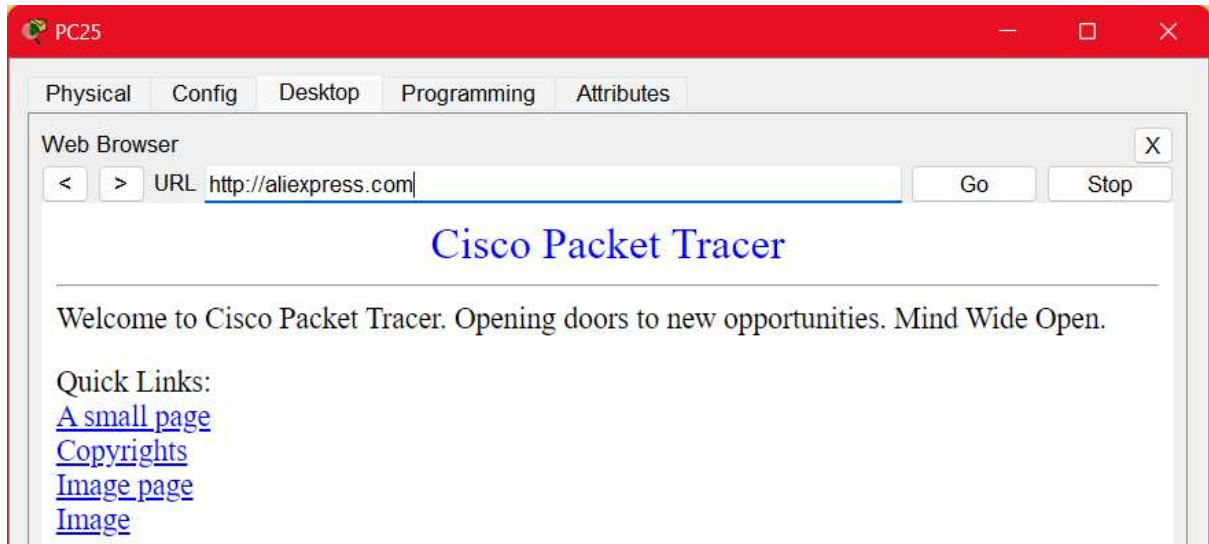 PC25
Physical Config Desktop Programming Attributes
Web Browser X
< > URL http://aliexpress.com Go Stop
Cisco Packet Tracer
Welcome to Cisco Packet Tracer. Opening doors to new opportunities. Mind Wide Open.
Quick Links:
A small page
Copyrights
Image page
Image